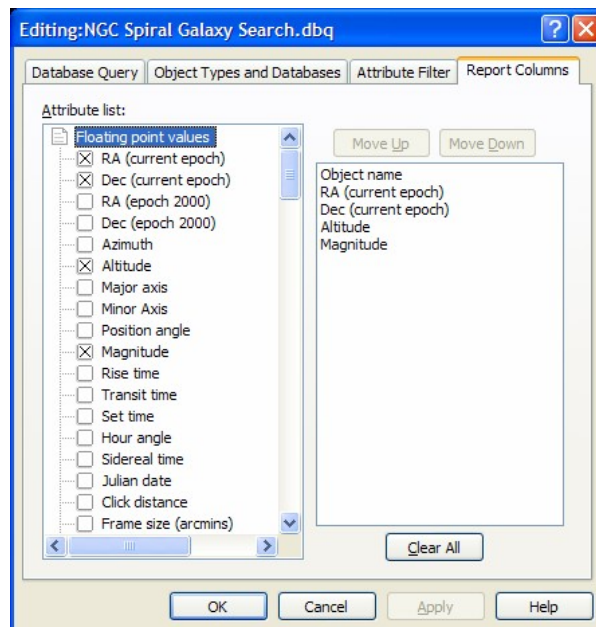 Editing:NGC Spiral Galaxy Search.dbq
Database Query Object Types and Databases Attribute Filter Report Columns
Attribute list:
Floating point values
RA (current epoch)
Dec (current epoch)
RA (epoch 2000)
Dec (epoch 2000)
Azimuth
Altitude
Major axis
Minor Axis
Position angle
Magnitude
Rise time
Transit time
Set time
Hour angle
Sidereal time
Julian date
Click distance
Frame size (arcmins)
Move Up Move Down
Object name
RA (current epoch)
Dec (current epoch)
Altitude
Magnitude
Clear All
OK Cancel Apply Help